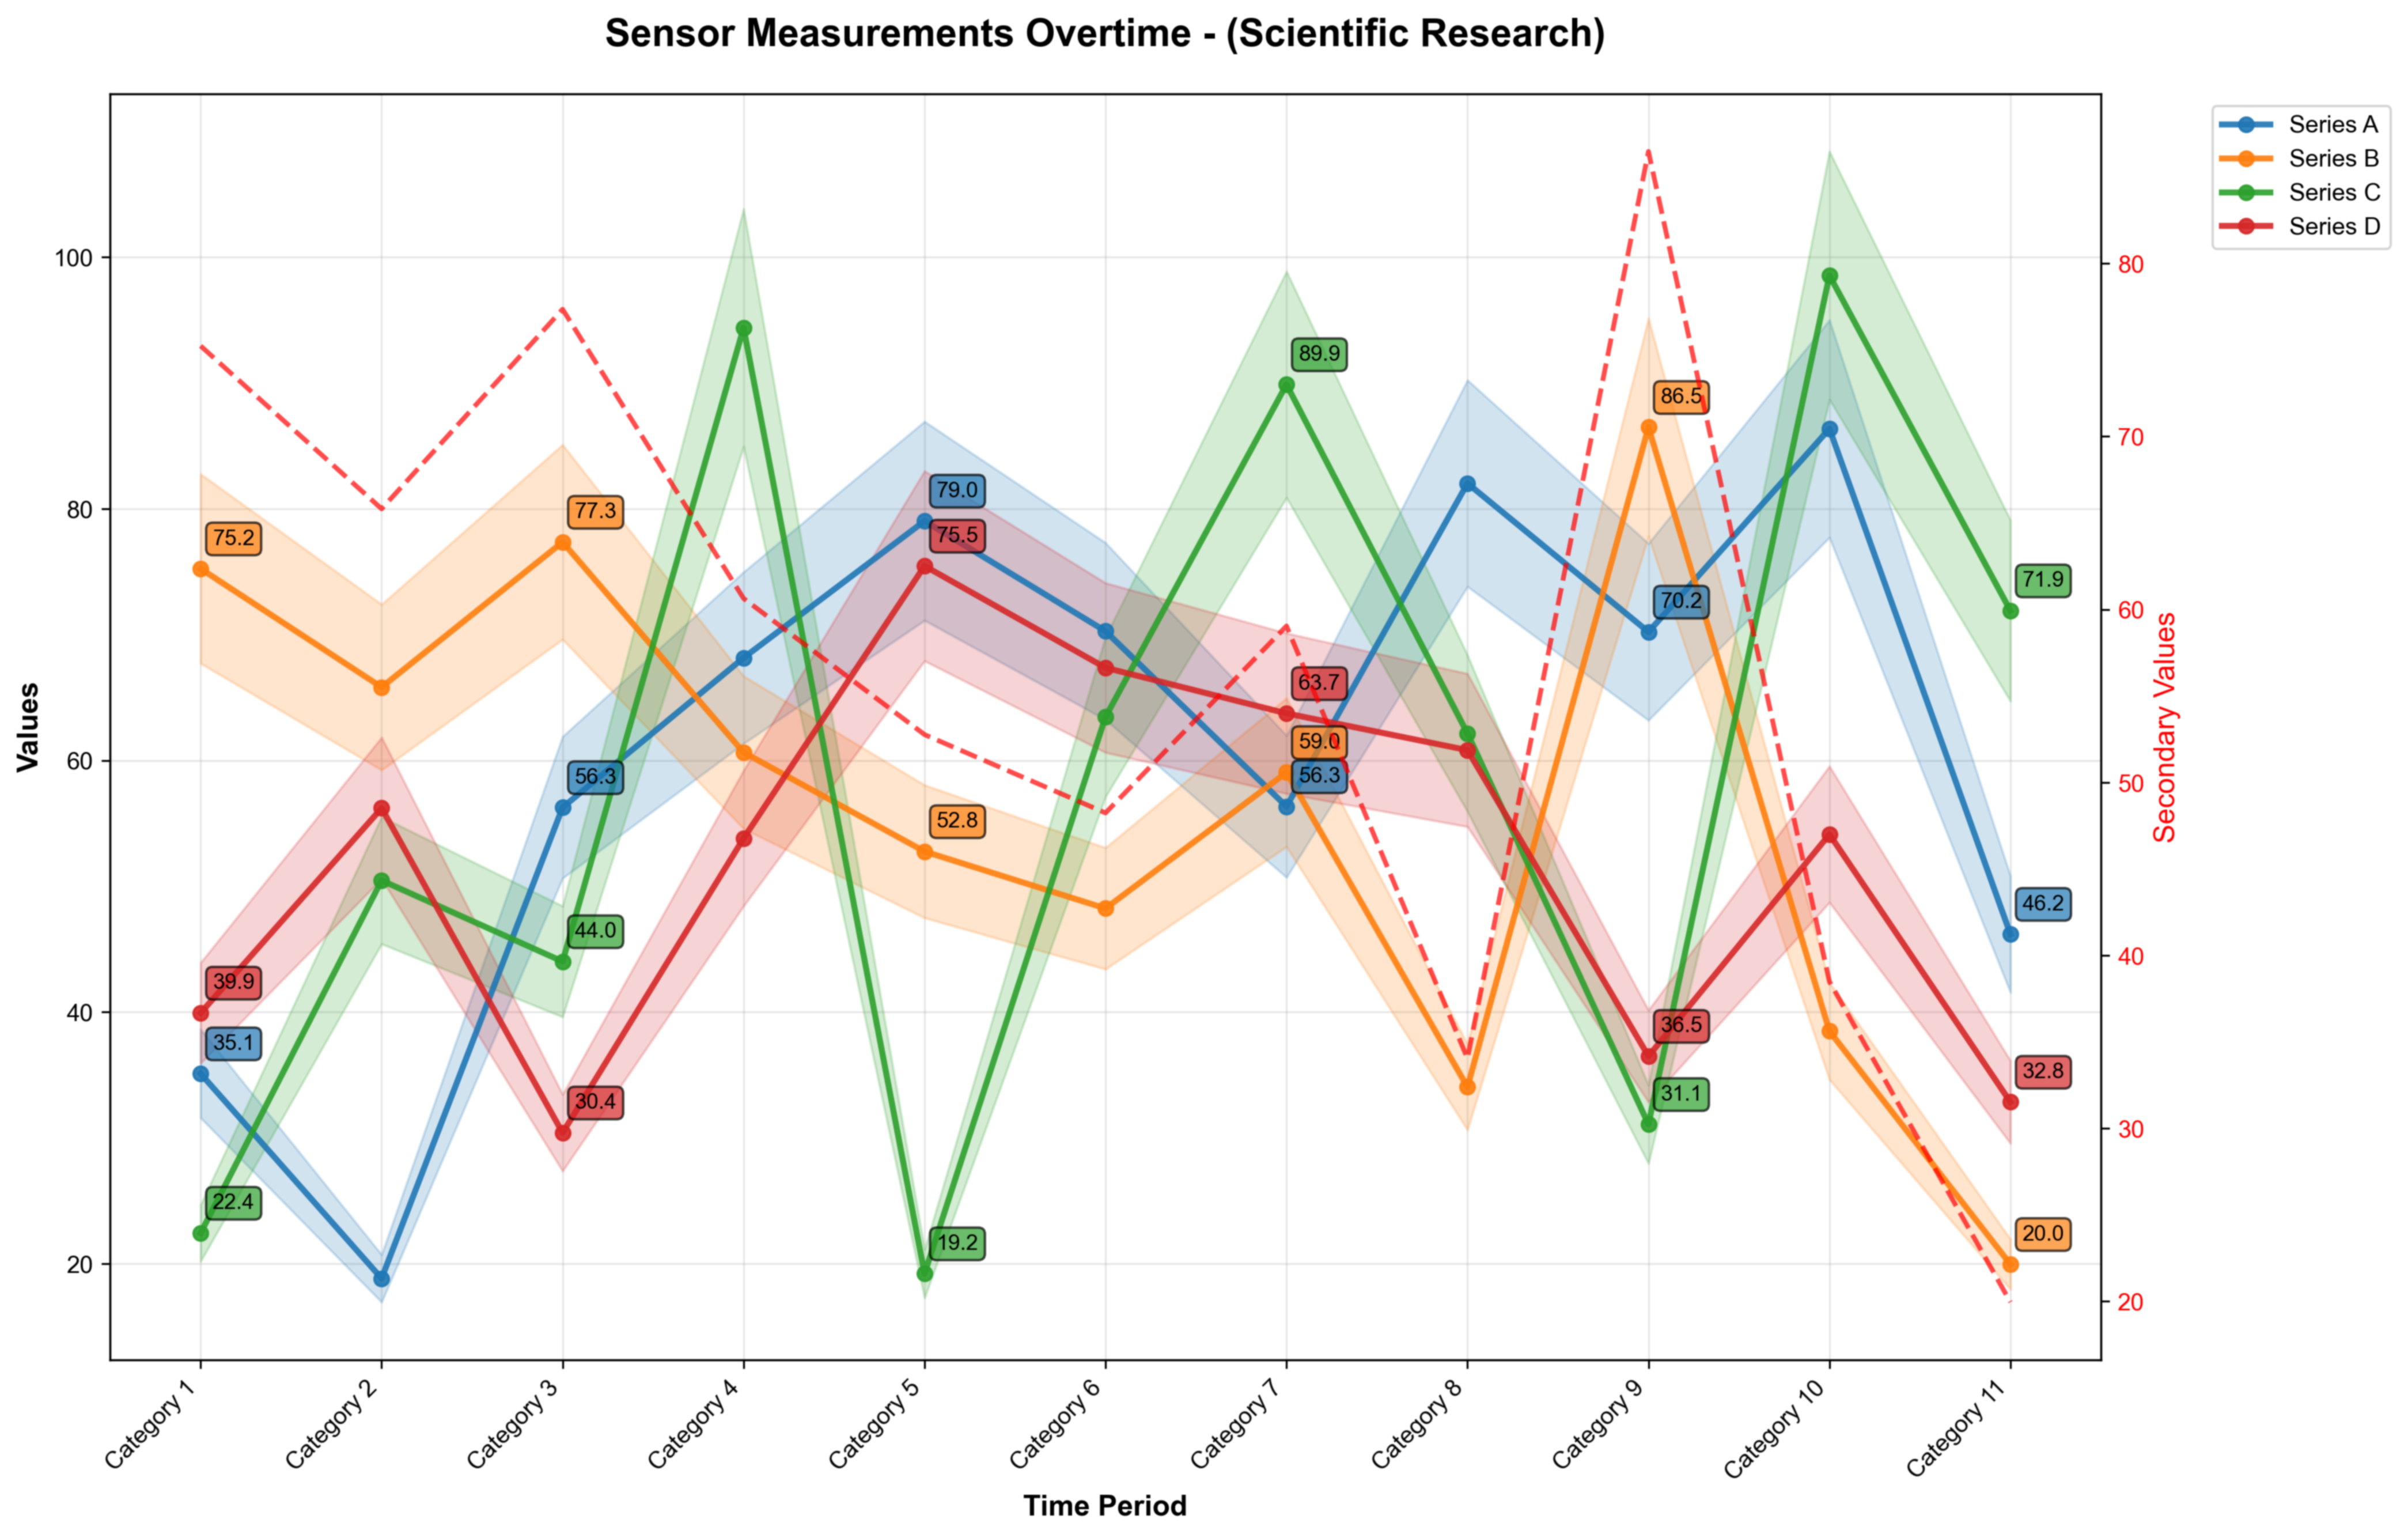 Sensor Measurements Overtime - (Scientific Research)
Series A
Series B
Series C
Series D
Values
100
80
60
40
20
Secondary Values
80
70
60
50
40
30
20
75.2
39.9
35.1
22.4
77.3
56.3
44.0
30.4
79.0
75.5
52.8
19.2
89.9
63.7
59.0
56.3
86.5
70.2
36.5
31.1
71.9
46.2
32.8
20.0
Category 1
Category 2
Category 3
Category 4
Category 5
Category 6
Category 7
Category 8
Category 9
Category 10
Category 11
Time Period